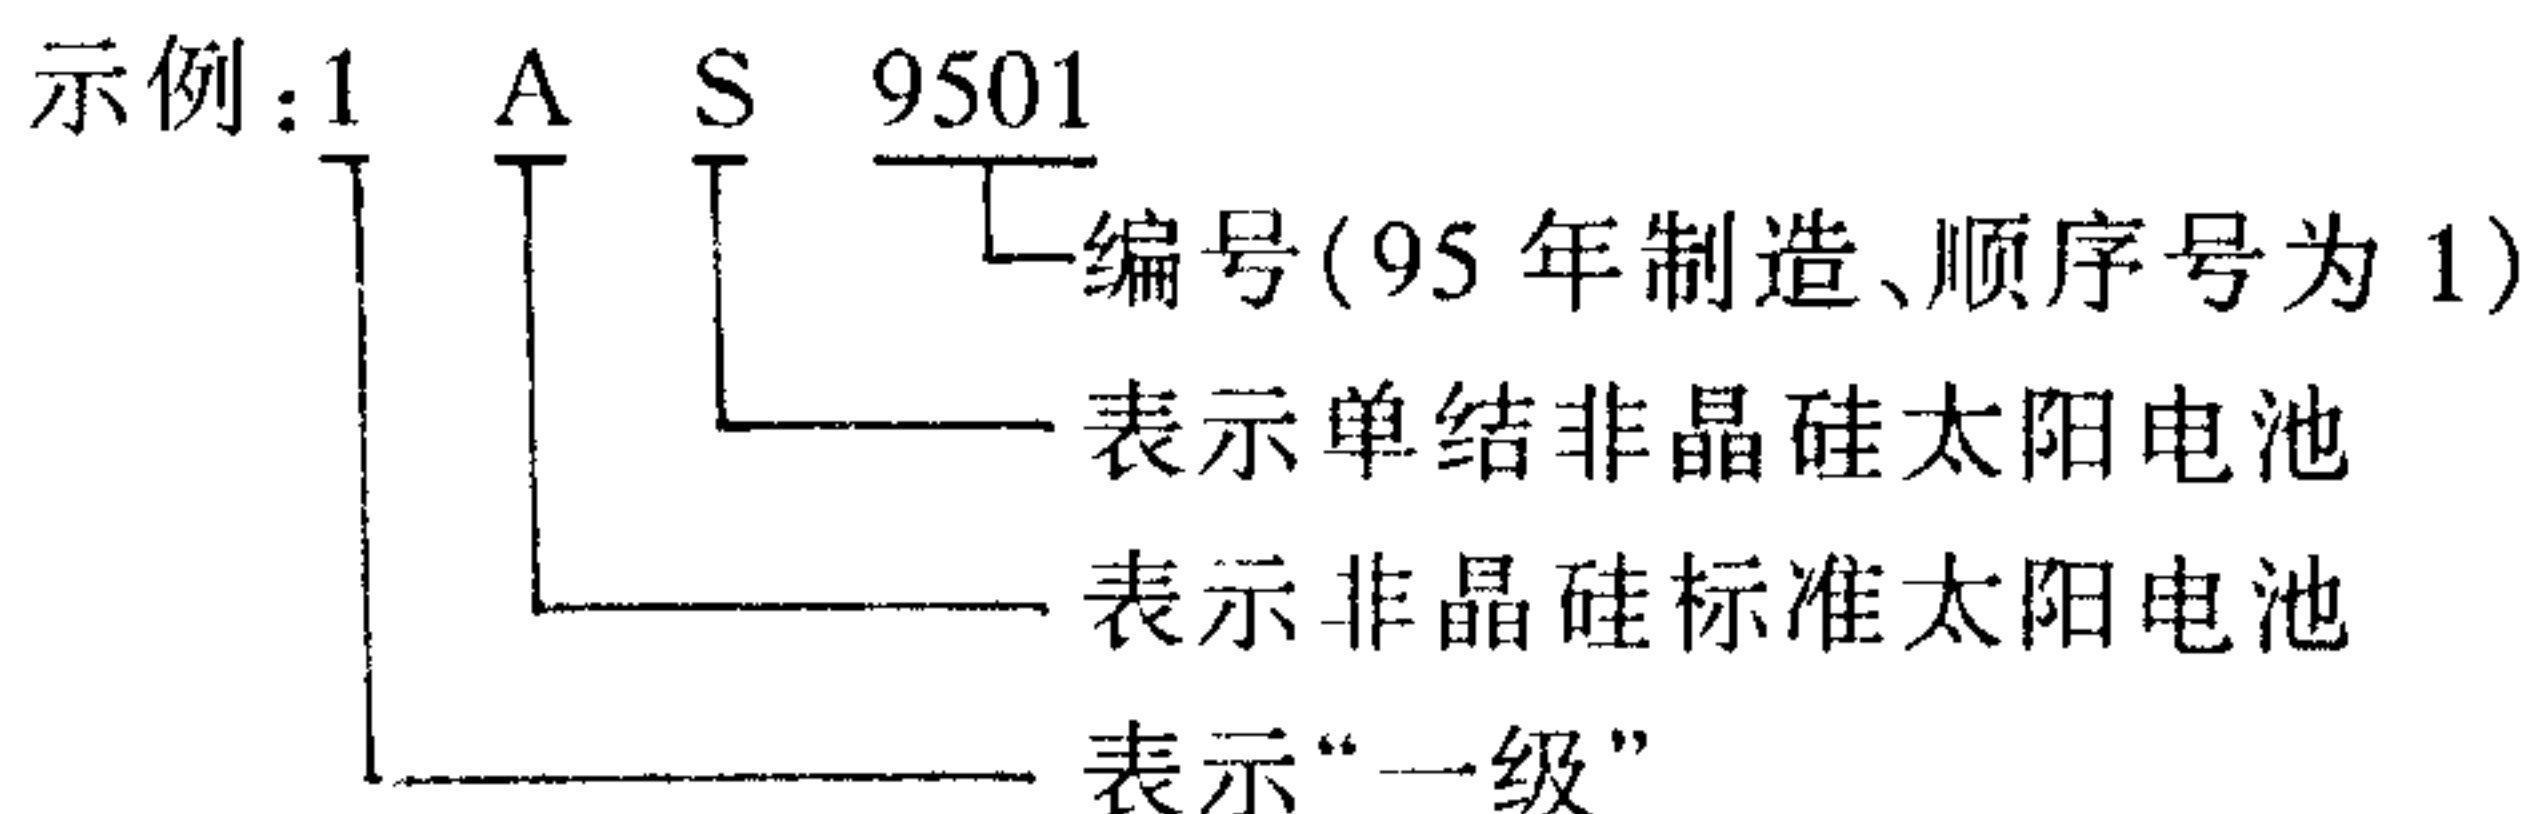 示例:1 A S 9501
编号(95 年制造、顺序号为 1)
表示单结非晶硅太阳电池
表示非晶硅标准太阳电池
表示“一级”